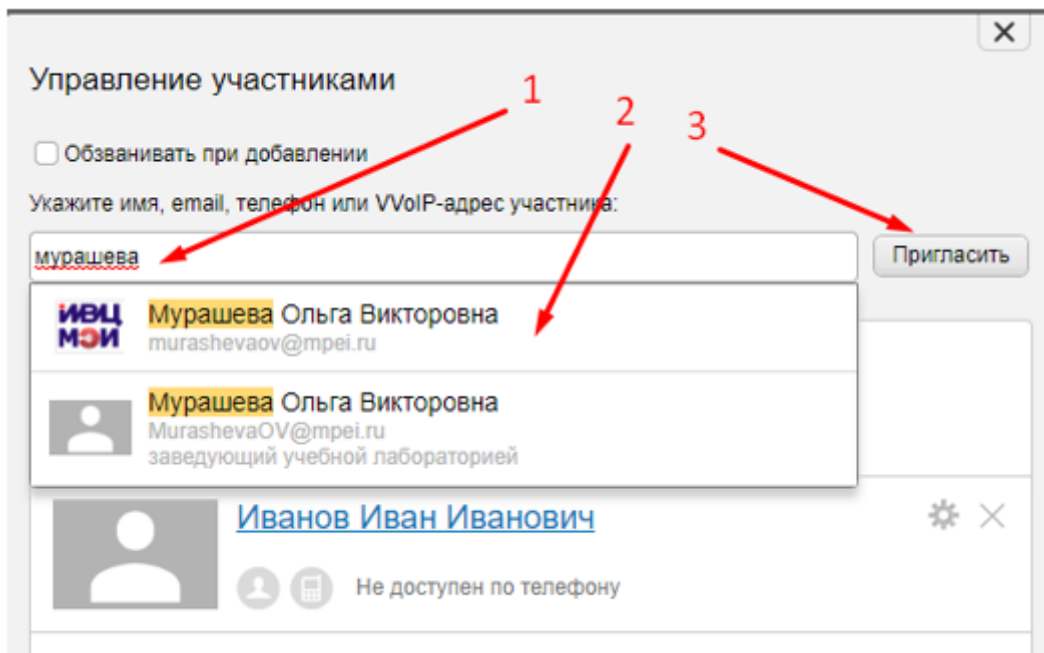 Управление участниками
1
2
3
Обзванивать при добавлении
Укажите имя, email, телефон или VVoIP-адрес участника:
мурашева
Пригласить
ИВЦ
МЭИ
Мурашева Ольга Викторовна
murashevaov@mpei.ru
Мурашева Ольга Викторовна
MurashevaOV@mpei.ru
заведующий учебной лабораторией
Иванов Иван Иванович
Не доступен по телефону